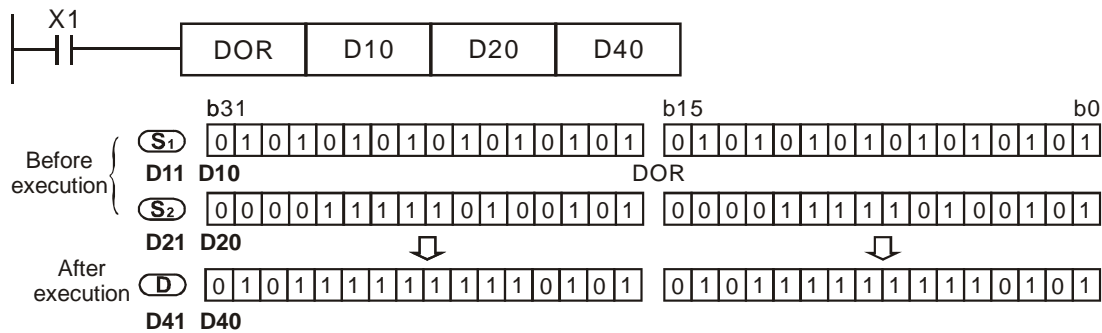 X1
DOR D10 D20 D40
b31 b15 b0
Before execution
S1 0 1 0 1 0 1 0 1 0 1 0 1 0 1 0 1 0 1 0 1 0 1 0 1 0 1 0 1 0 1 0 1
D11 D10 DOR
S2 0 0 0 0 1 1 1 1 1 0 1 0 0 1 0 1 0 0 0 0 1 1 1 1 1 0 1 0 0 1 0 1
D21 D20
After execution
D 0 1 0 1 1 1 1 1 1 1 1 1 0 1 0 1 0 1 0 1 1 1 1 1 1 1 1 1 0 1 0 1
D41 D40